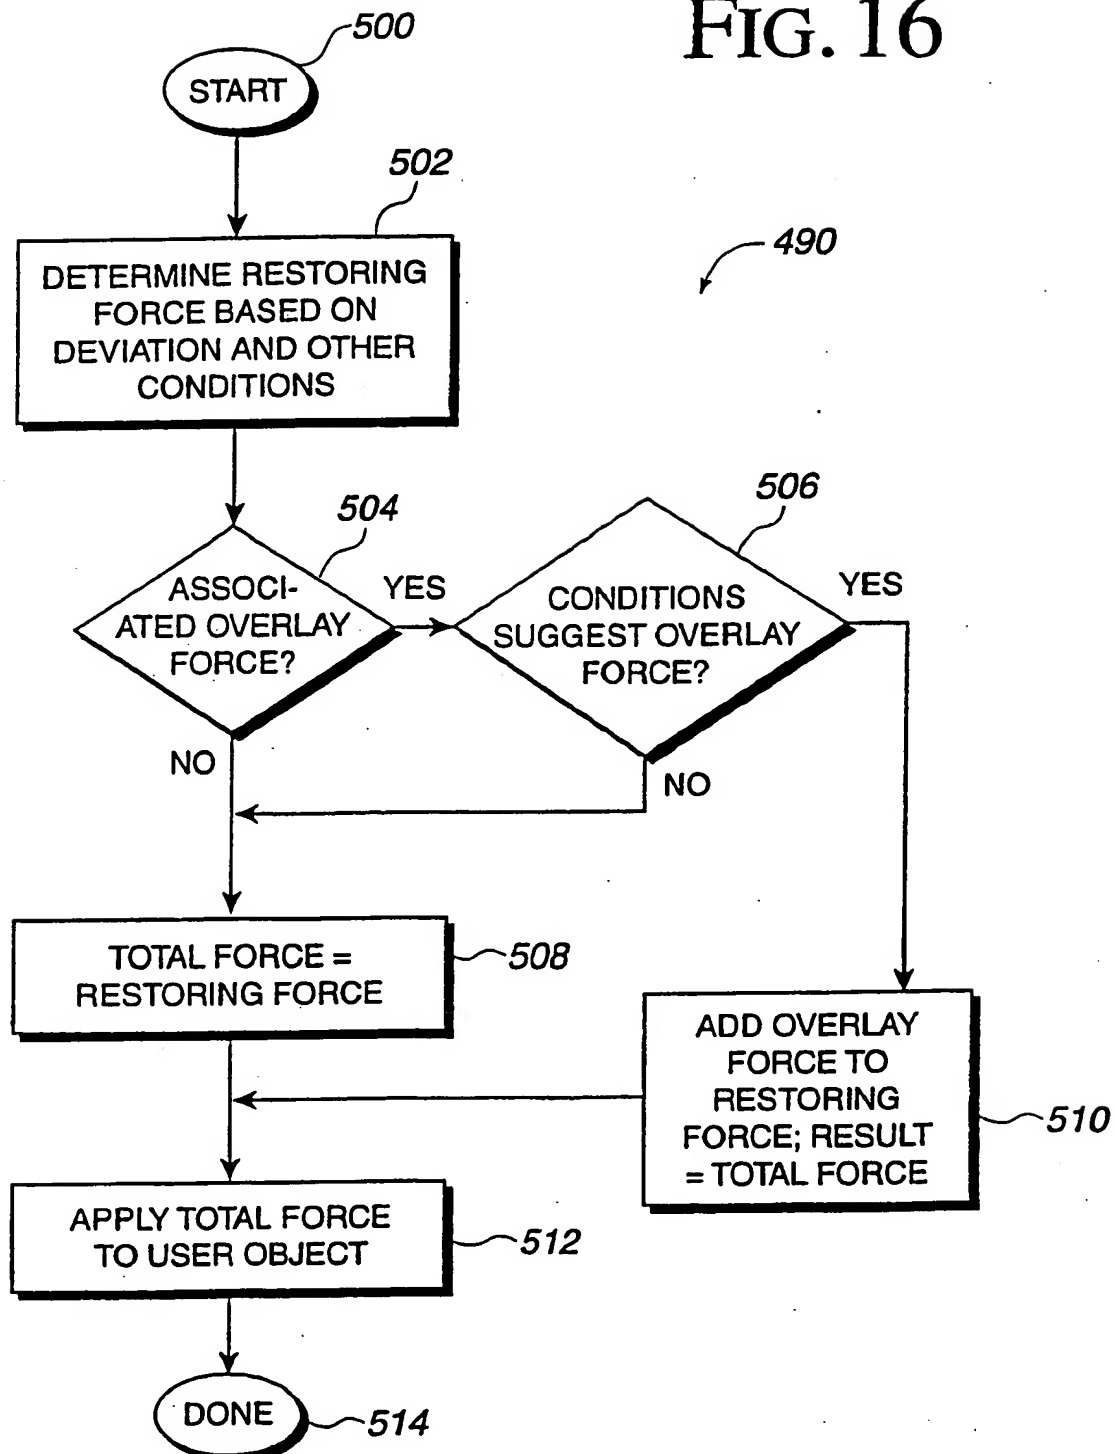 FIG. 16
500
START
502
490
DETERMINE RESTORING
FORCE BASED ON
DEVIATION AND OTHER
CONDITIONS
504
506
ASSOCI-
ATED OVERLAY
FORCE?
YES
CONDITIONS
SUGGEST OVERLAY
FORCE?
YES
NO
NO
TOTAL FORCE =
RESTORING FORCE
508
ADD OVERLAY
FORCE TO
RESTORING
FORCE; RESULT
= TOTAL FORCE
510
APPLY TOTAL FORCE
TO USER OBJECT
512
DONE
514